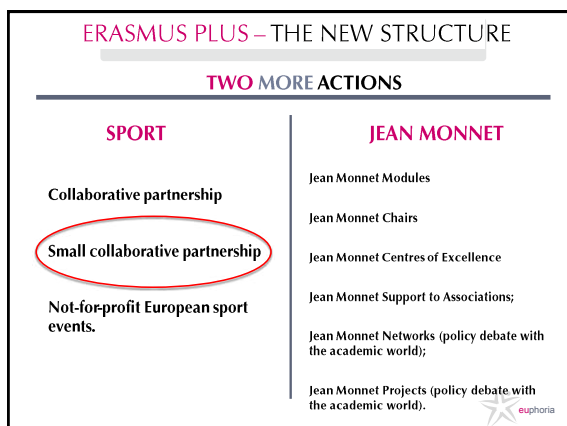 ERASMUS PLUS – THE NEW STRUCTURE
TWO MORE ACTIONS
SPORT
Collaborative partnership
Small collaborative partnership
Not-for-profit European sport
events.
JEAN MONNET
Jean Monnet Modules
Jean Monnet Chairs
Jean Monnet Centres of Excellence
Jean Monnet Support to Associations;
Jean Monnet Networks (policy debate with
the academic world);
Jean Monnet Projects (policy debate with
the academic world).
euphoria